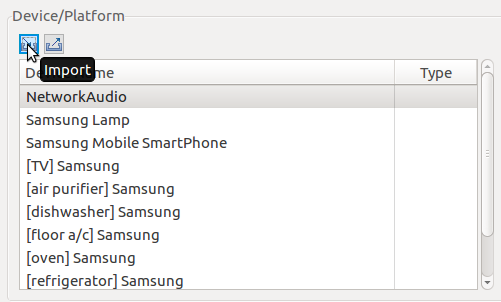 Device/Platform
Import
De me
Type
NetworkAudio
Samsung Lamp
Samsung Mobile SmartPhone
[TV] Samsung
[air purifier] Samsung
[dishwasher] Samsung
[floor a/c] Samsung
[oven] Samsung
[refrigerator] Samsung